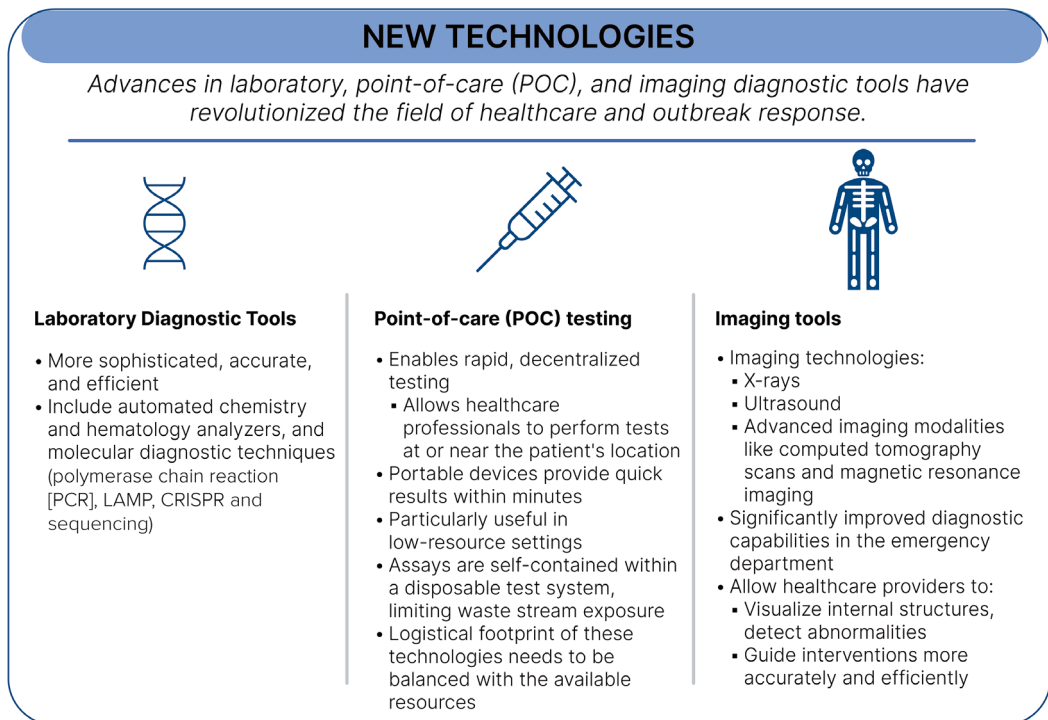 NEW TECHNOLOGIES
Advances in laboratory, point-of-care (POC), and imaging diagnostic tools have
revolutionized the field of healthcare and outbreak response.
Laboratory Diagnostic Tools
• More sophisticated, accurate,
and efficient
• Include automated chemistry
and hematology analyzers, and
molecular diagnostic techniques
(polymerase chain reaction
[PCR], LAMP, CRISPR and
sequencing)
Point-of-care (POC) testing
• Enables rapid, decentralized
testing
▪ Allows healthcare
professionals to perform tests
at or near the patient's location
• Portable devices provide quick
results within minutes
• Particularly useful in
low-resource settings
• Assays are self-contained within
a disposable test system,
limiting waste stream exposure
• Logistical footprint of these
technologies needs to be
balanced with the available
resources
Imaging tools
• Imaging technologies:
▪ X-rays
▪ Ultrasound
▪ Advanced imaging modalities
like computed tomography
scans and magnetic resonance
imaging
• Significantly improved diagnostic
capabilities in the emergency
department
• Allow healthcare providers to:
▪ Visualize internal structures,
detect abnormalities
▪ Guide interventions more
accurately and efficiently